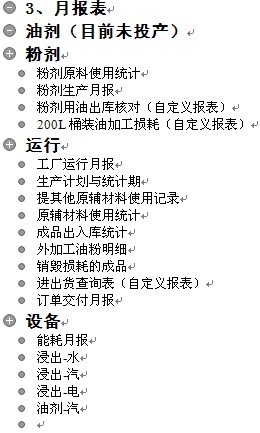 3、月报表
油剂（目前未投产）
粉剂
粉剂原料使用统计
粉剂生产月报
粉剂用油出库核对（自定义报表）
200L 桶装油加工损耗（自定义报表）
运行
工厂运行月报
生产计划与统计期
提其他原辅材料使用记录
原辅材料使用统计
成品出入库统计
外加工油粉明细
销毁损耗的成品
进出货查询表（自定义报表）
订单交付月报
设备
能耗月报
浸出-水
浸出-汽
浸出-电
油剂-汽